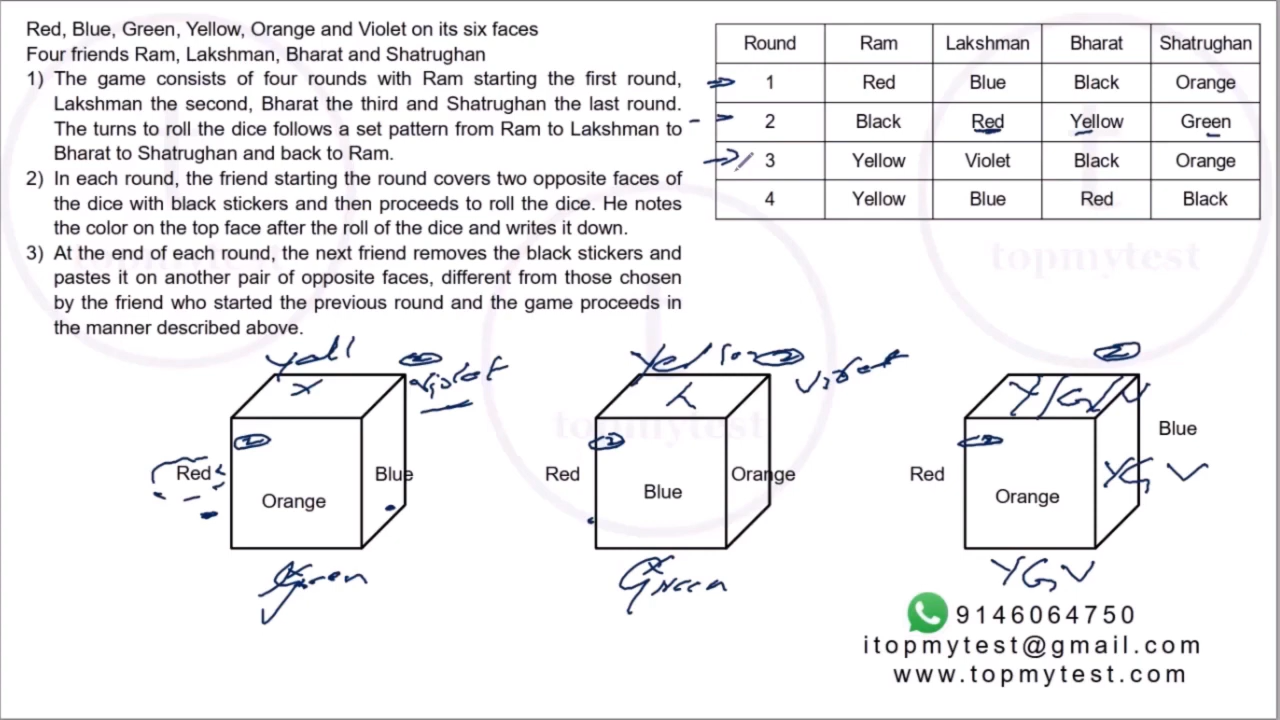 Red, Blue, Green, Yellow, Orange and Violet on its six faces
Four friends Ram, Lakshman, Bharat and Shatrughan
1) The game consists of four rounds with Ram starting the first round,
Lakshman the second, Bharat the third and Shatrughan the last round.
The turns to roll the dice follows a set pattern from Ram to Lakshman to
Bharat to Shatrughan and back to Ram.
2) In each round, the friend starting the round covers two opposite faces of
the dice with black stickers and then proceeds to roll the dice. He notes
the color on the top face after the roll of the dice and writes it down.
3) At the end of each round, the next friend removes the black stickers and
pastes it on another pair of opposite faces, different from those chosen
by the friend who started the previous round and the game proceeds in
the manner described above.
Round Ram Lakshman Bharat Shatrughan
1 Red Blue Black Orange
2 Black Red Yellow Green
3 Yellow Violet Black Orange
4 Yellow Blue Red Black
topmytest
topmytest
topmytest
Yell
x
Violet
Red
Orange
Blue
Green
Violet
Red
Blue
Orange
Green
Y/G/V
Blue
Red
Orange
YGV
YGV
9146064750
itopmytest@gmail.com
www.topmytest.com